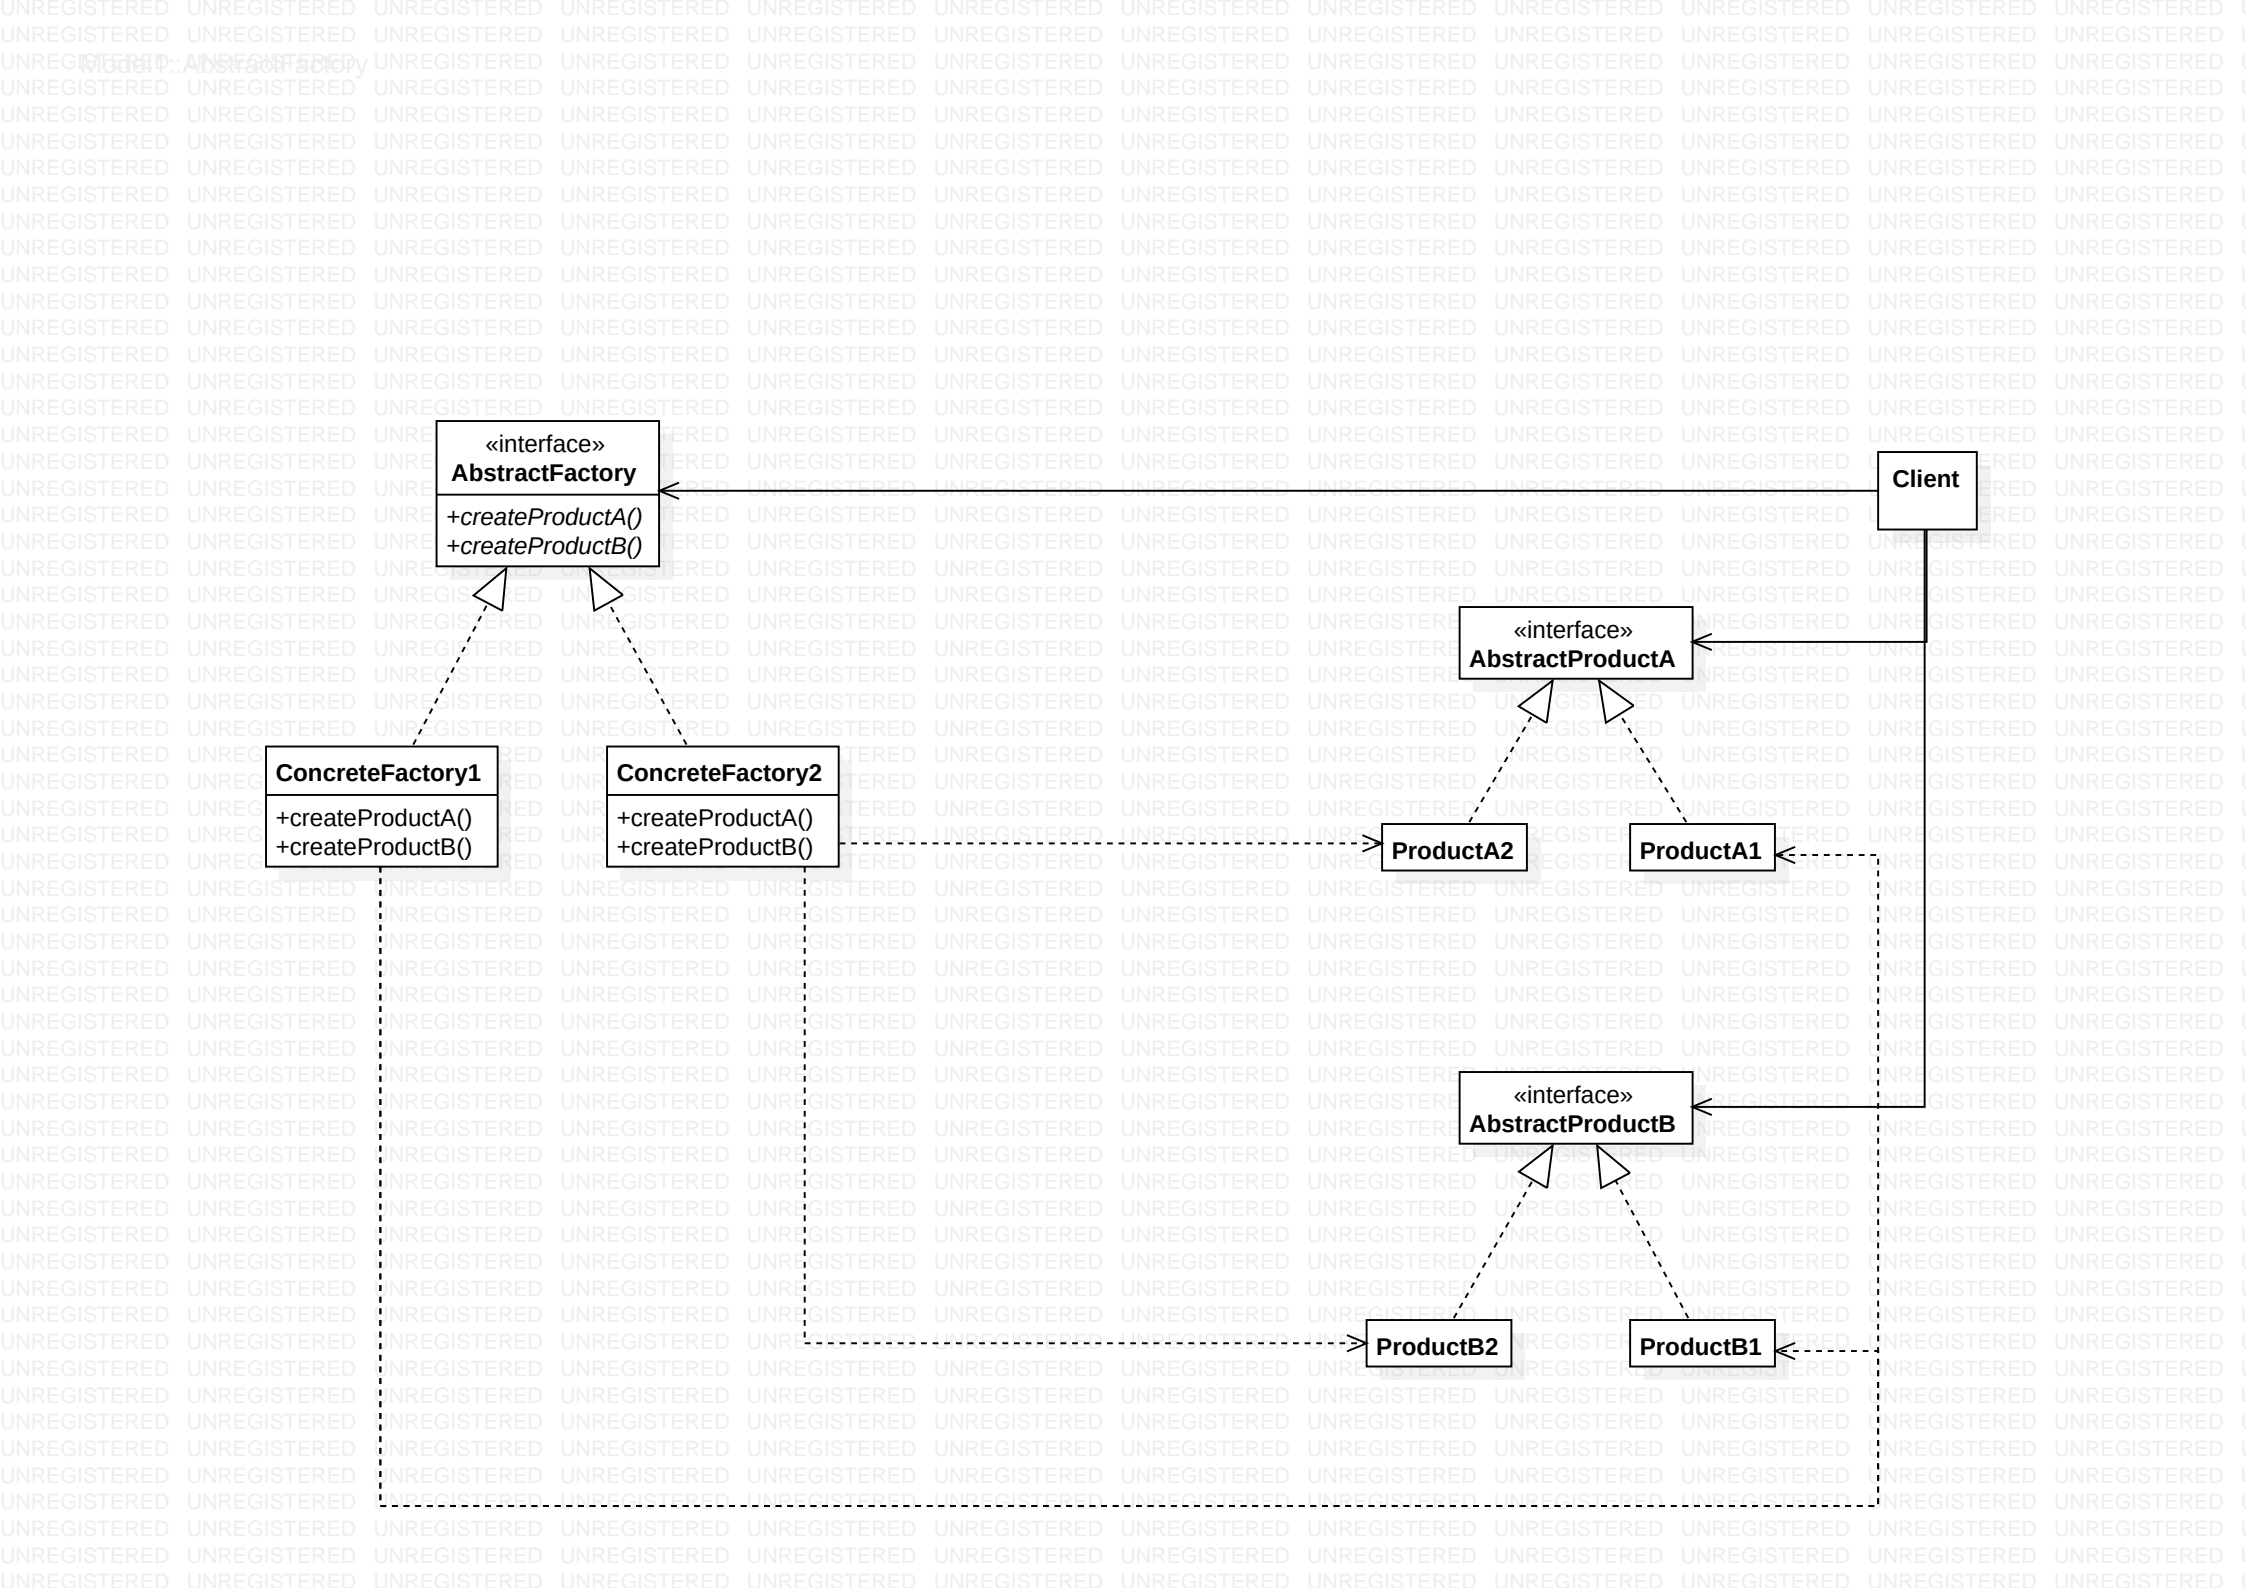 Model1::AbstractFactory
«interface»
AbstractFactory
+createProductA()
+createProductB()
Client
«interface»
AbstractProductA
ConcreteFactory1
+createProductA()
+createProductB()
ConcreteFactory2
+createProductA()
+createProductB()
ProductA2
ProductA1
«interface»
AbstractProductB
ProductB2
ProductB1
UNREGISTERED